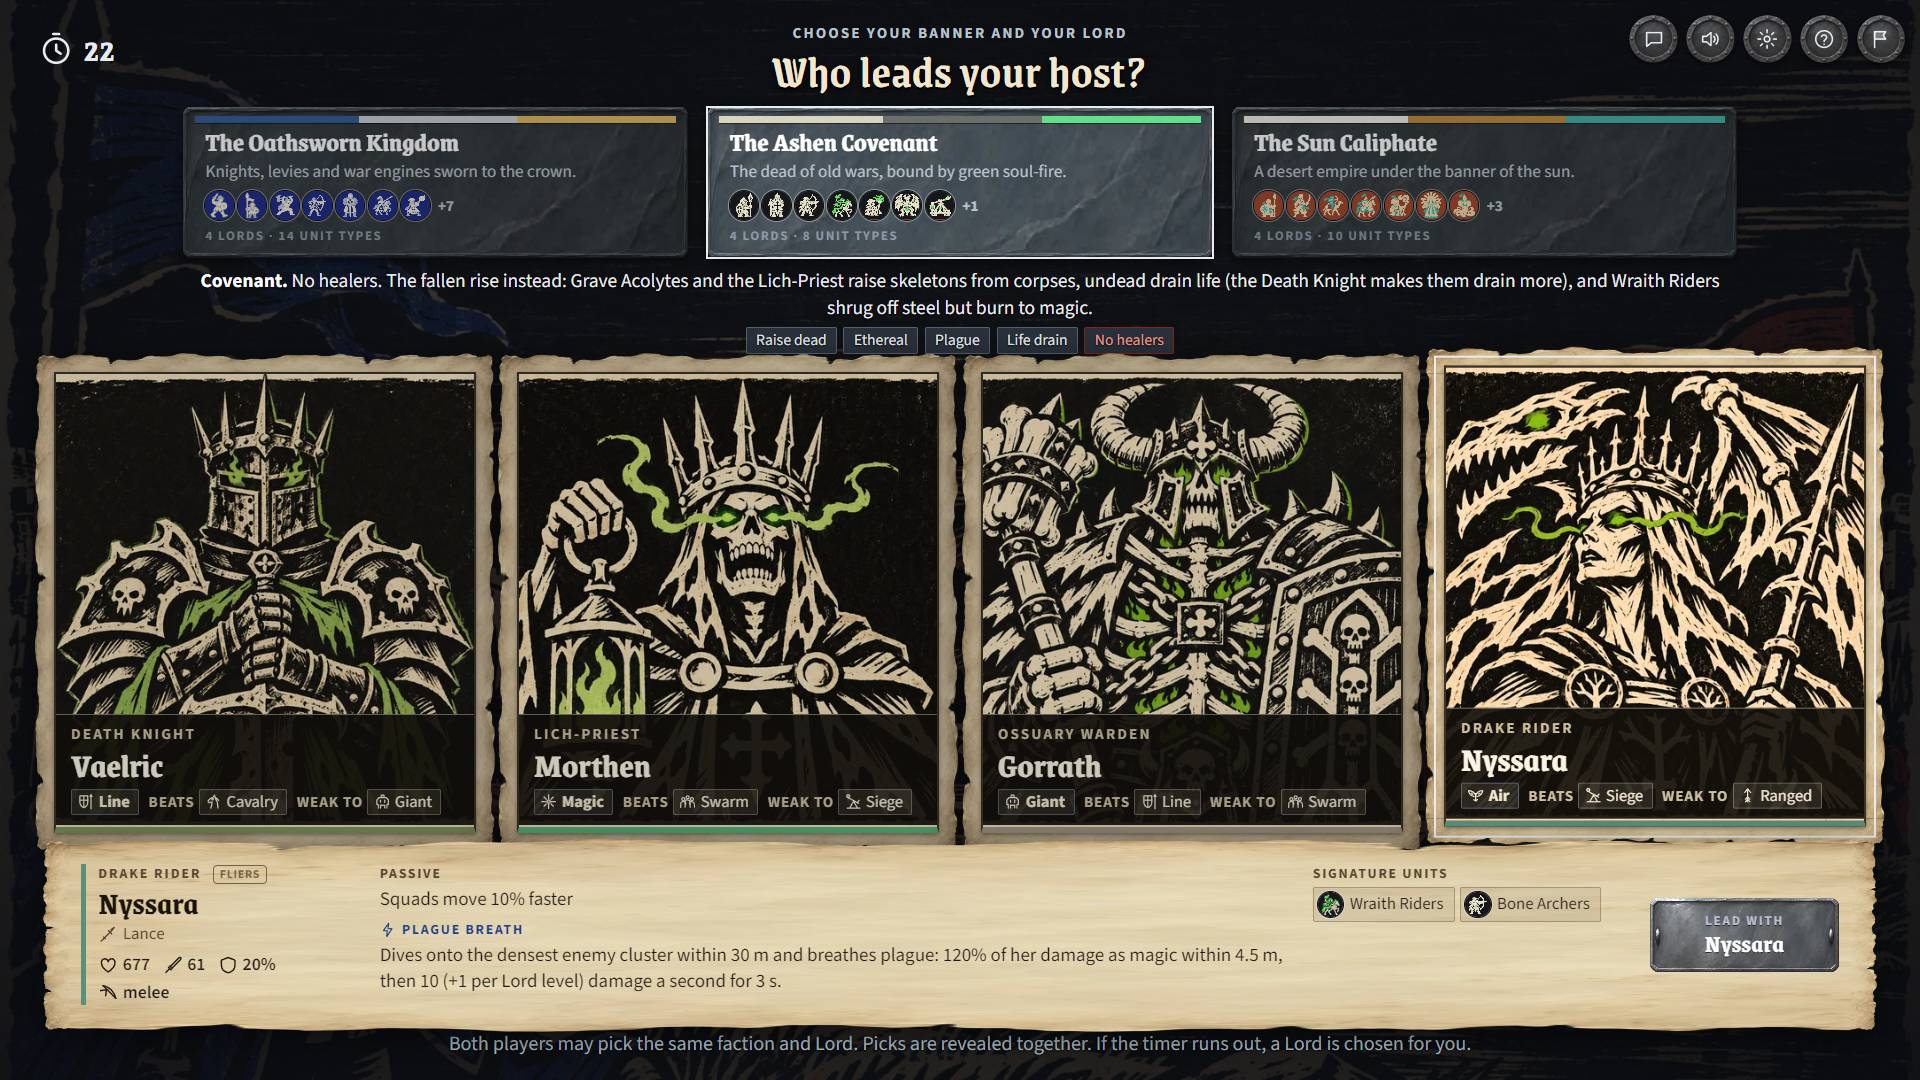 22
CHOOSE YOUR BANNER AND YOUR LORD
Who leads your host?
The Oathsworn Kingdom
Knights, levies and war engines sworn to the crown.
+7
4 LORDS · 14 UNIT TYPES
The Ashen Covenant
The dead of old wars, bound by green soul-fire.
+1
4 LORDS · 8 UNIT TYPES
The Sun Caliphate
A desert empire under the banner of the sun.
+3
4 LORDS · 10 UNIT TYPES
Covenant. No healers. The fallen rise instead: Grave Acolytes and the Lich-Priest raise skeletons from corpses, undead drain life (the Death Knight makes them drain more), and Wraith Riders
shrug off steel but burn to magic.
Raise dead Ethereal Plague Life drain No healers
DEATH KNIGHT
Vaelric
Line BEATS Cavalry WEAK TO Giant
LICH-PRIEST
Morthen
Magic BEATS Swarm WEAK TO Siege
OSSUARY WARDEN
Gorrath
Giant BEATS Line WEAK TO Swarm
DRAKE RIDER
Nyssara
Air BEATS Siege WEAK TO Ranged
DRAKE RIDER FLIERS
Nyssara
Lance
677 61 20%
melee
PASSIVE
Squads move 10% faster
PLAGUE BREATH
Dives onto the densest enemy cluster within 30 m and breathes plague: 120% of her damage as magic within 4.5 m,
then 10 (+1 per Lord level) damage a second for 3 s.
SIGNATURE UNITS
Wraith Riders Bone Archers
LEAD WITH
Nyssara
Both players may pick the same faction and Lord. Picks are revealed together. If the timer runs out, a Lord is chosen for you.